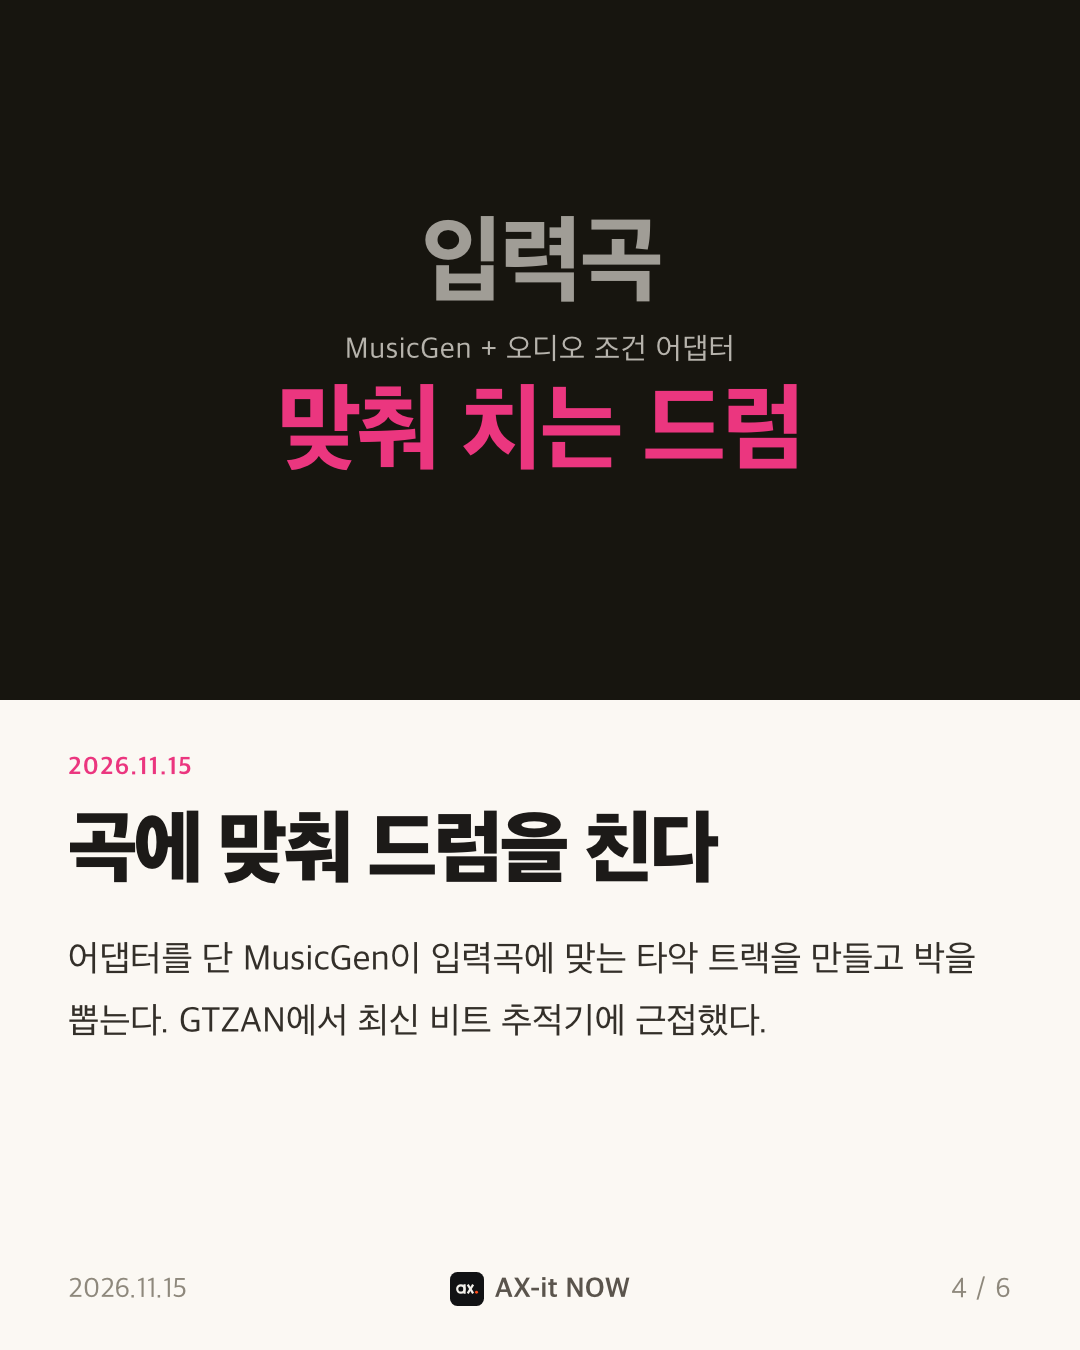 입력곡
MusicGen + 오디오 조건 어댑터
맞춰 치는 드럼
2026.11.15
곡에 맞춰 드럼을 친다
어댑터를 단 MusicGen이 입력곡에 맞는 타악 트랙을 만들고 박을
뽑는다. GTZAN에서 최신 비트 추적기에 근접했다.
2026.11.15
ax. AX-it NOW
4 / 6